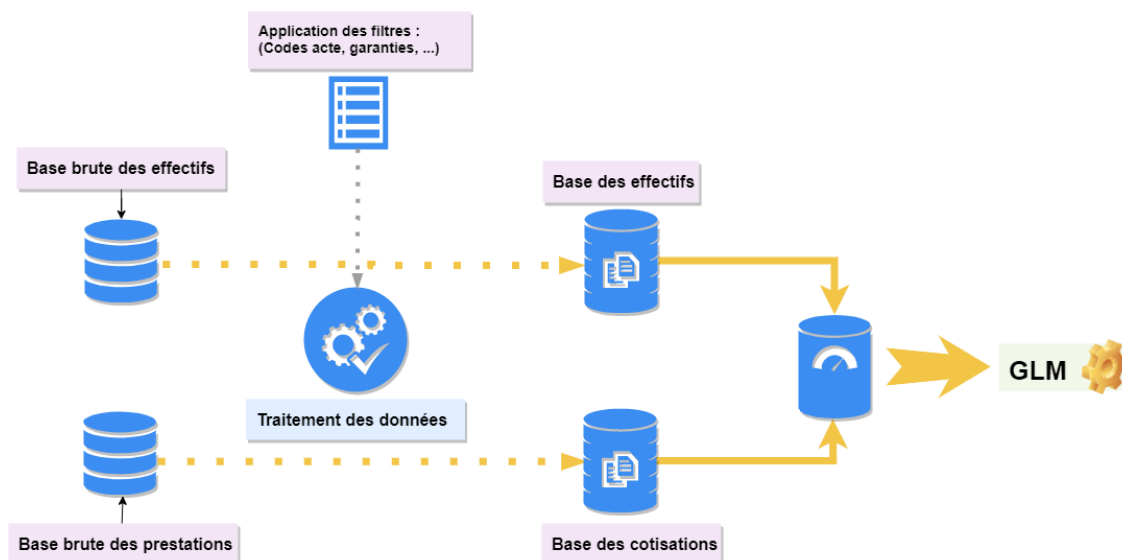 Application des filtres :
(Codes acte, garanties, ...)
Base brute des effectifs
Base des effectifs
GLM
Traitement des données
Base brute des prestations
Base des cotisations